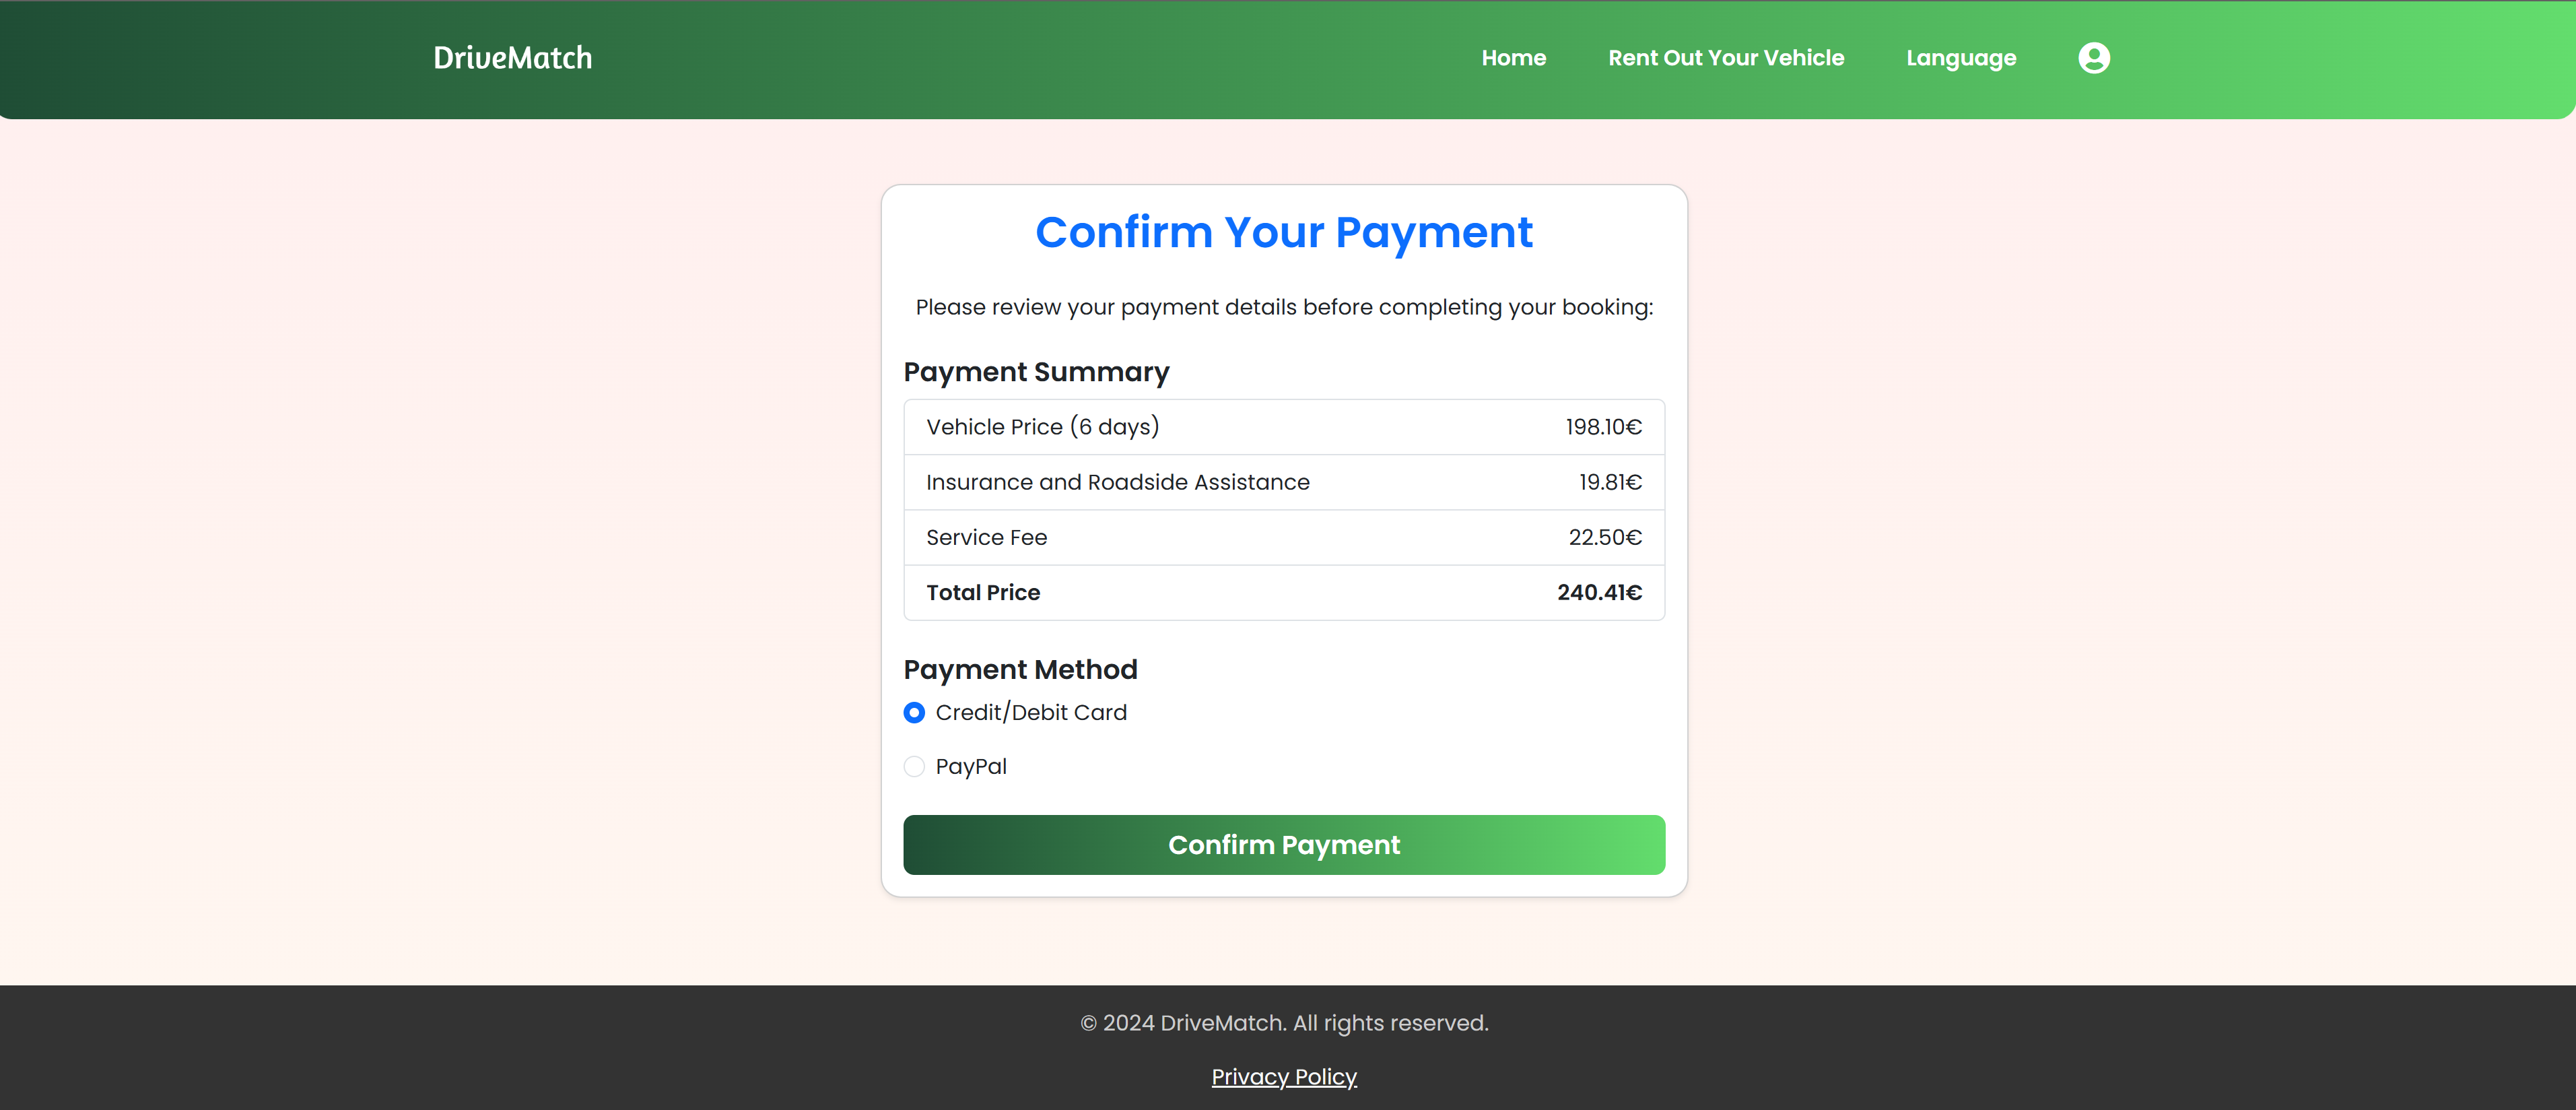 DriveMatch
Home
Rent Out Your Vehicle
Language
Confirm Your Payment
Please review your payment details before completing your booking:
Payment Summary
Vehicle Price (6 days) 198.10€
Insurance and Roadside Assistance 19.81€
Service Fee 22.50€
Total Price 240.41€
Payment Method
Credit/Debit Card
PayPal
Confirm Payment
© 2024 DriveMatch. All rights reserved.
Privacy Policy